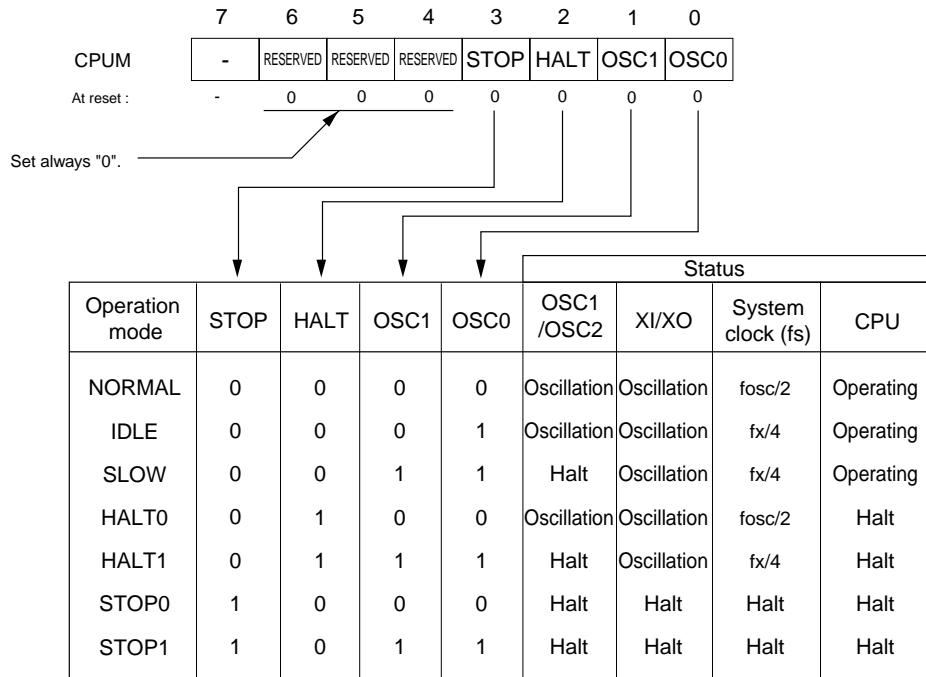 7 6 5 4 3 2 1 0
CPUM - RESERVED RESERVED RESERVED STOP HALT OSC1 OSC0
At reset : - 0 0 0 0 0 0 0
Set always "0".
Status
Operation mode STOP HALT OSC1 OSC0 OSC1 /OSC2 XI/XO System clock (fs) CPU
NORMAL 0 0 0 0 Oscillation Oscillation fosc/2 Operating
IDLE 0 0 0 1 Oscillation Oscillation fx/4 Operating
SLOW 0 0 1 1 Halt Oscillation fx/4 Operating
HALT0 0 1 0 0 Oscillation Oscillation fosc/2 Halt
HALT1 0 1 1 1 Halt Oscillation fx/4 Halt
STOP0 1 0 0 0 Halt Halt Halt Halt
STOP1 1 0 1 1 Halt Halt Halt Halt